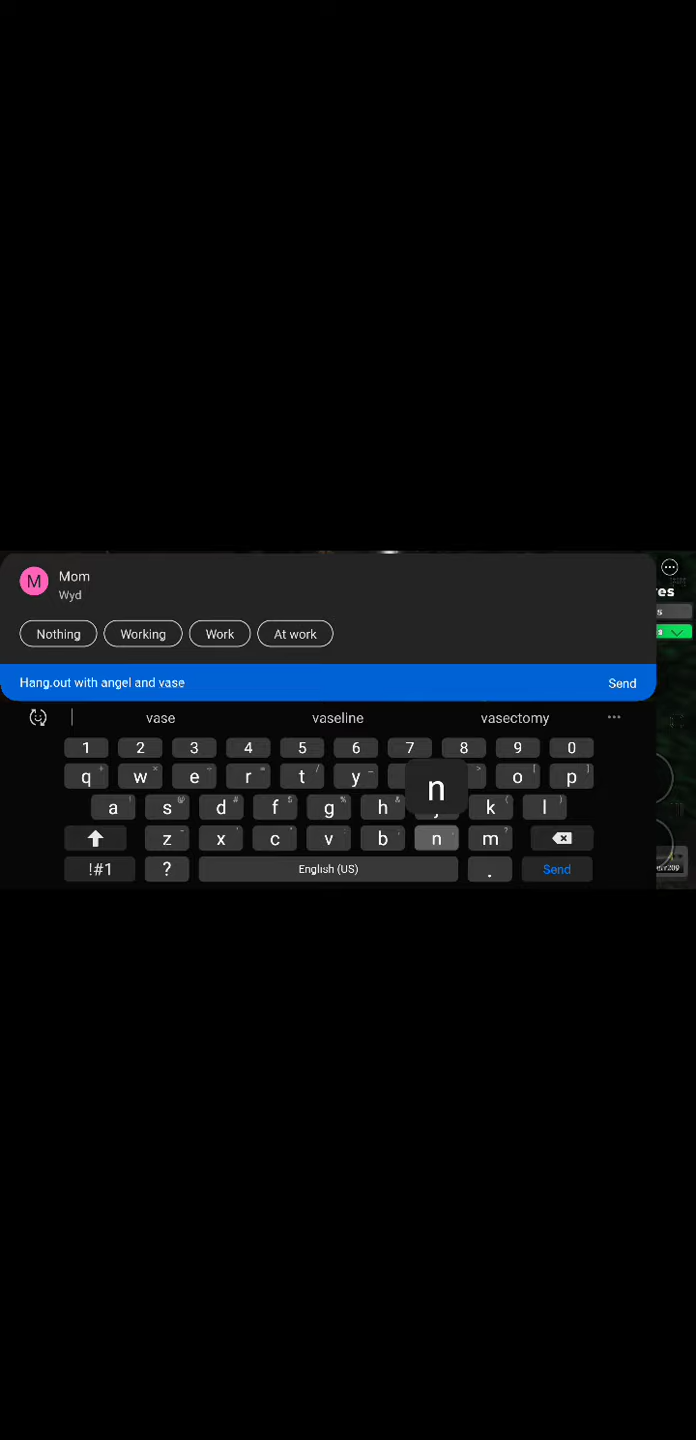 Mom
Wyd
Nothing Working Work At work
Hang.out with angel and vase Send
vase vaseline vasectomy
1 2 3 4 5 6 7 8 9 0
q w e r t y o p
n
a s d f g h k l
z x c v b n m
!#1 ? English (US) . Send